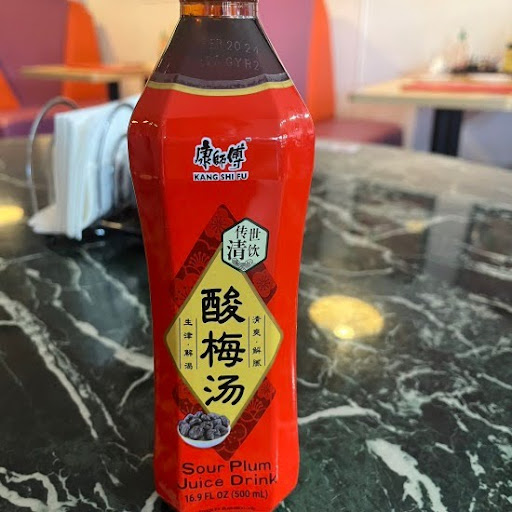 康師傅
KANG SHI FU
传世
清饮
酸梅汤
生津·解渴
清爽·解腻
Sour Plum
Juice Drink
16.9 FL OZ (500 mL)